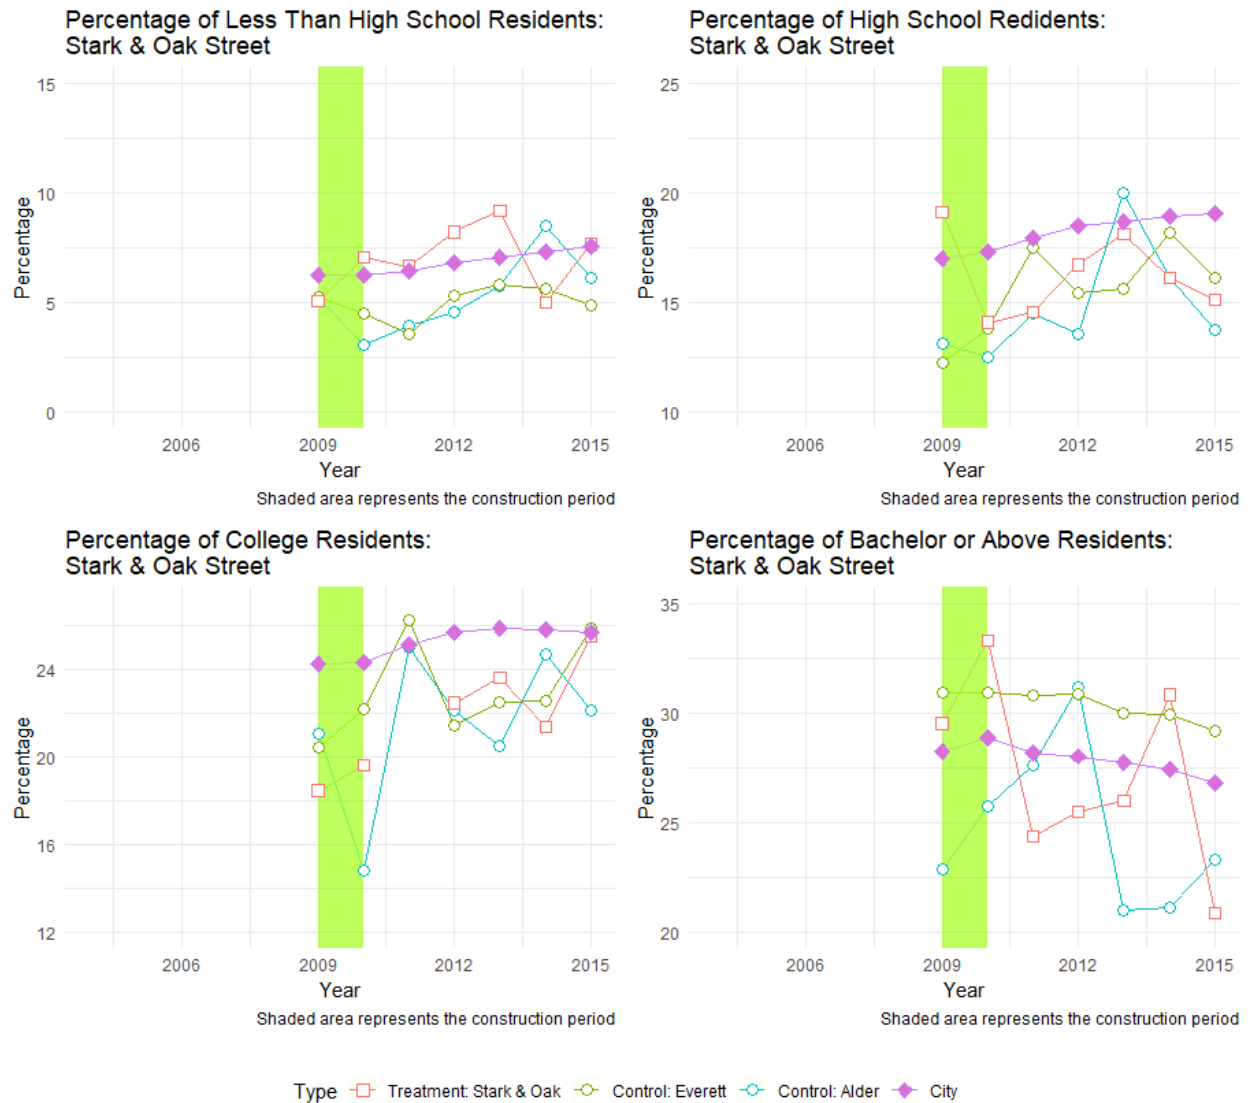 Percentage of Less Than High School Residents:
Stark & Oak Street
15
10
5
0
Percentage
2006 2009 2012 2015
Year
Shaded area represents the construction period
Percentage of High School Redidents:
Stark & Oak Street
25
20
15
10
Percentage
2006 2009 2012 2015
Year
Shaded area represents the construction period
Percentage of College Residents:
Stark & Oak Street
24
20
16
12
Percentage
2006 2009 2012 2015
Year
Shaded area represents the construction period
Percentage of Bachelor or Above Residents:
Stark & Oak Street
35
30
25
20
Percentage
2006 2009 2012 2015
Year
Shaded area represents the construction period
Type Treatment: Stark & Oak Control: Everett Control: Alder City